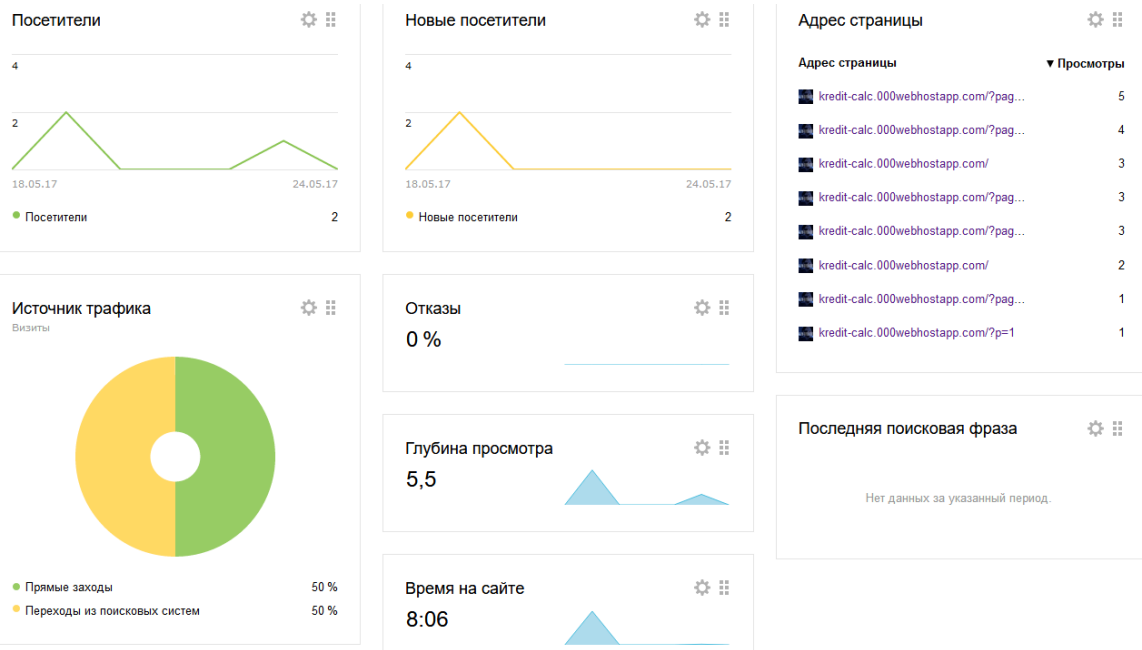 Посетители
4
2
18.05.17 24.05.17
Посетители 2
Источник трафика
Визиты
Прямые заходы 50 %
Переходы из поисковых систем 50 %
Новые посетители
4
2
18.05.17 24.05.17
Новые посетители 2
Отказы
0 %
Глубина просмотра
5,5
Время на сайте
8:06
Адрес страницы
Адрес страницы ▼ Просмотры
kredit-calc.000webhostapp.com/?pag... 5
kredit-calc.000webhostapp.com/?pag... 4
kredit-calc.000webhostapp.com/ 3
kredit-calc.000webhostapp.com/?pag... 3
kredit-calc.000webhostapp.com/?pag... 3
kredit-calc.000webhostapp.com/ 2
kredit-calc.000webhostapp.com/?pag... 1
kredit-calc.000webhostapp.com/?p=1 1
Последняя поисковая фраза
Нет данных за указанный период.